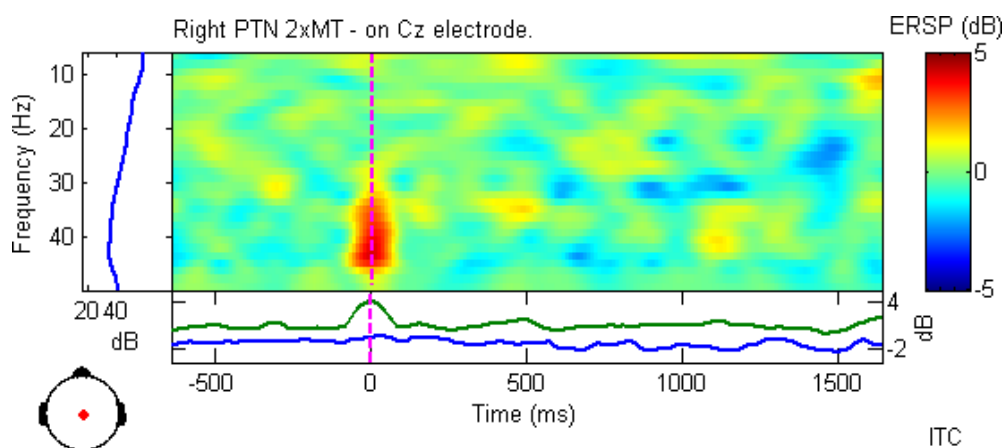 Right PTN 2xMT - on Cz electrode.
ERSP (dB)
Frequency (Hz)
10
20
30
40
5
0
-5
20 40
dB
4
-2
dB
-500 0 500 1000 1500
Time (ms)
ITC